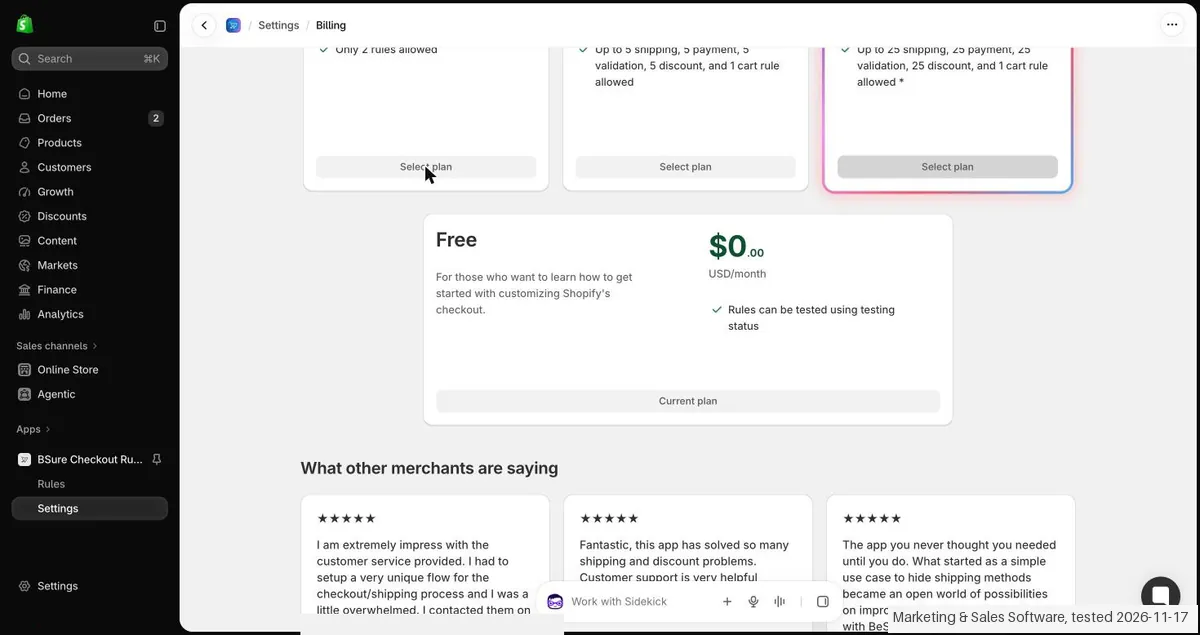 Search
⌘K
Home
Orders
2
Products
Customers
Growth
Discounts
Content
Markets
Finance
Analytics
Sales channels
Online Store
Agentic
Apps
BSure Checkout Ru...
Rules
Settings
Settings
/ Settings / Billing
Only 2 rules allowed
Select plan
Up to 5 shipping, 5 payment, 5
validation, 5 discount, and 1 cart rule
allowed
Select plan
Up to 25 shipping, 25 payment, 25
validation, 25 discount, and 1 cart rule
allowed *
Select plan
Free
For those who want to learn how to get
started with customizing Shopify's
checkout.
$0.00
USD/month
Rules can be tested using testing
status
Current plan
What other merchants are saying
★★★★★
I am extremely impress with the
customer service provided. I had to
setup a very unique flow for the
checkout/shipping process and I was a
little overwhelmed. I contacted them on
★★★★★
Fantastic, this app has solved so many
shipping and discount problems.
Customer support is very helpful
★★★★★
The app you never thought you needed
until you do. What started as a simple
use case to hide shipping methods
became an open world of possibilities
on
with
Work with Sidekick
Marketing & Sales Software, tested 2026-11-17